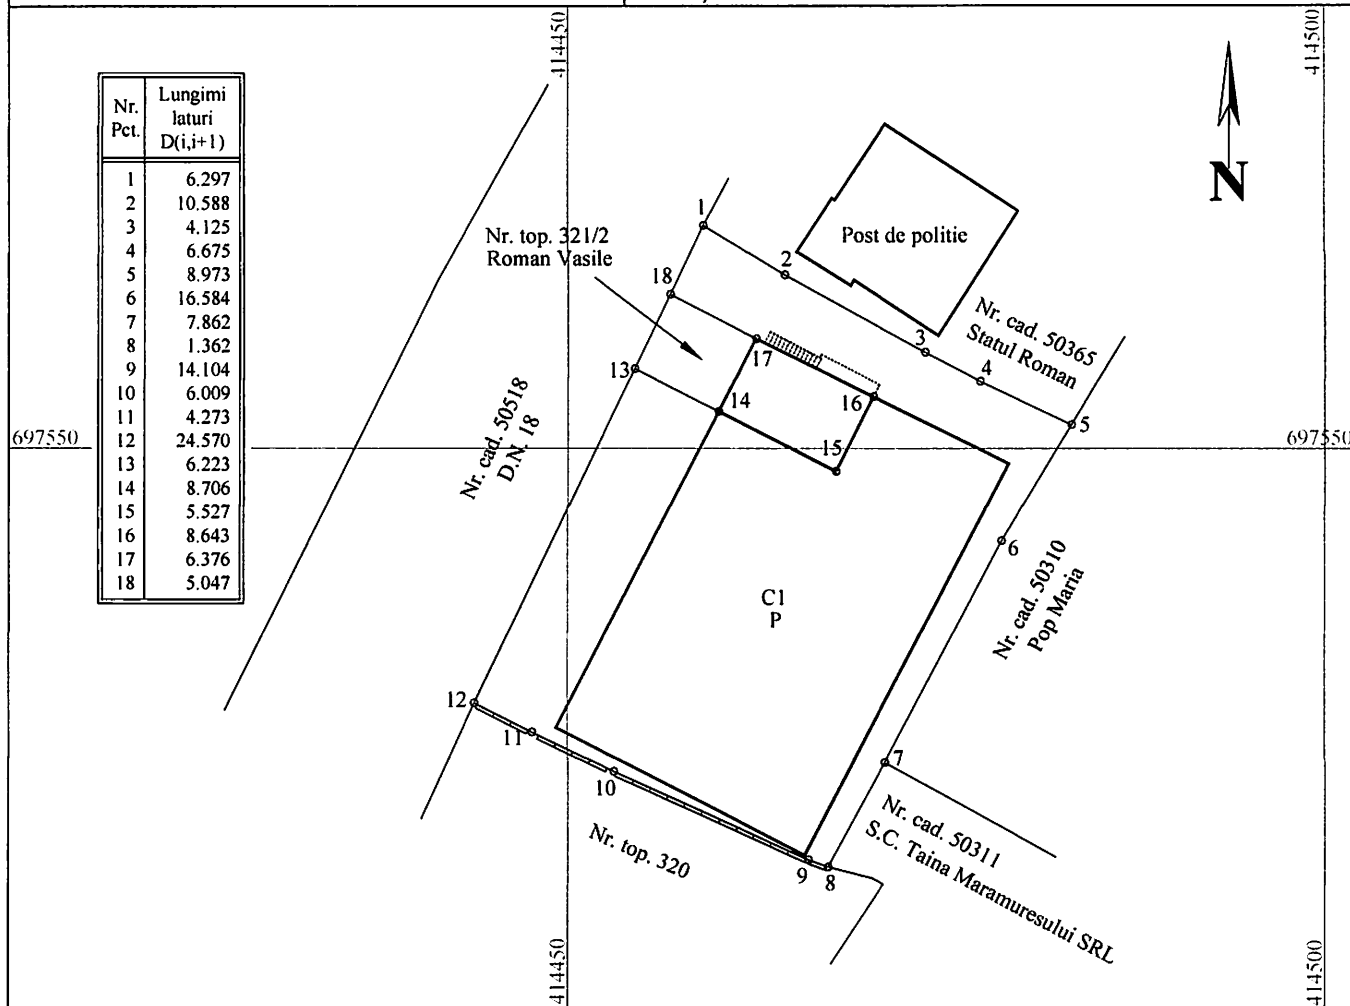 414450
414500
Nr. Pct.
Lungimi laturi D(i,i+1)
1 6.297
2 10.588
3 4.125
4 6.675
5 8.973
6 16.584
7 7.862
8 1.362
9 14.104
10 6.009
11 4.273
12 24.570
13 6.223
14 8.706
15 5.527
16 8.643
17 6.376
18 5.047
N
Post de politie
Nr. top. 321/2
Roman Vasile
1
2
18
Nr. cad. 50365
Statul Roman
3
17
4
13
16
14
5
15
Nr. cad. 50518
D.N. 18
697550
697550
6
Nr. cad. 50310
Pop Maria
C1
P
12
11
7
10
Nr. cad. 50311
S.C. Taina Maramuresului SRL
Nr. top. 320
9
8
414450
414500